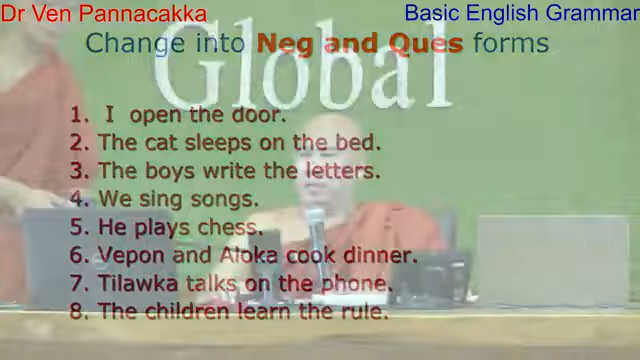 Dr Ven Pannacakka
Basic English Grammar
Change into Neg and Ques forms
Global
1. I open the door.
2. The cat sleeps on the bed.
3. The boys write the letters.
4. We sing songs.
5. He plays chess.
6. Vepon and Aloka cook dinner.
7. Tilawka talks on the phone.
8. The children learn the rule.